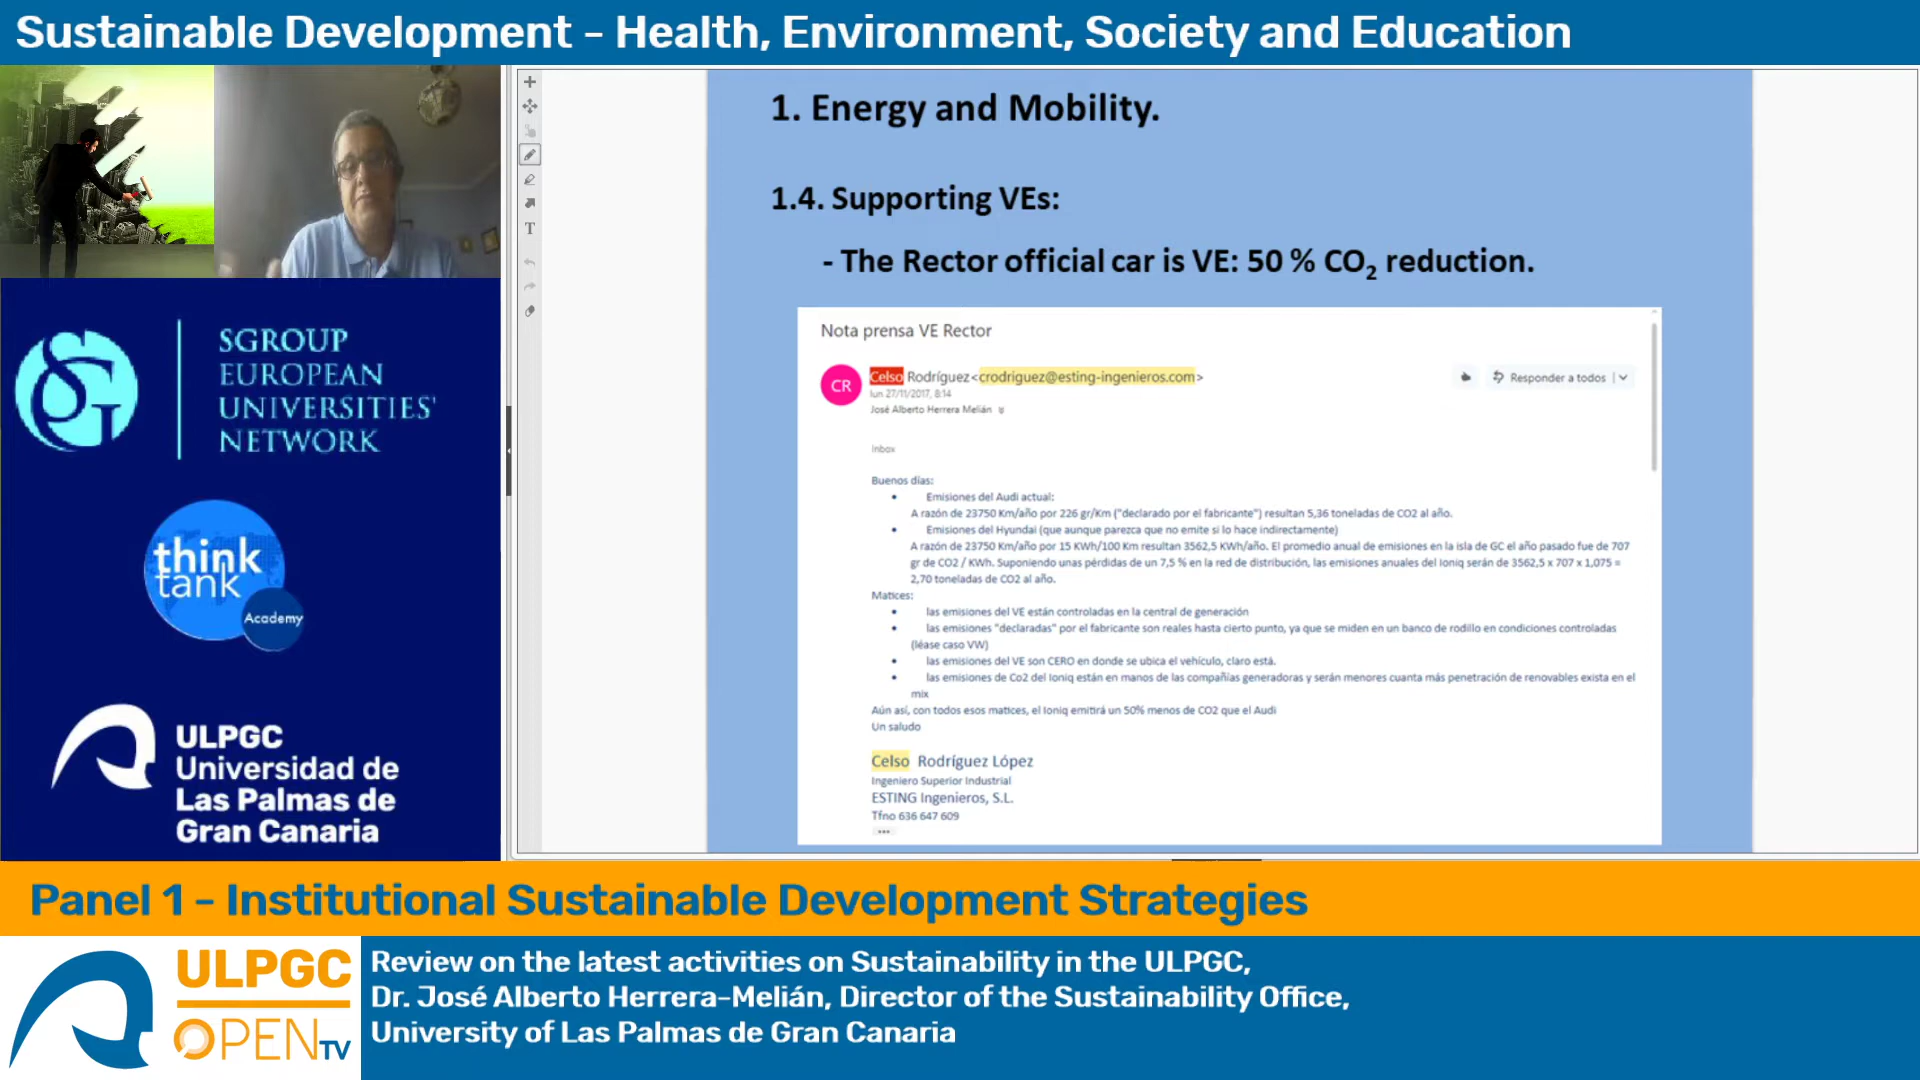 Sustainable Development – Health, Environment, Society and Education
SGROUP
EUROPEAN
UNIVERSITIES'
NETWORK
think
tank
Academy
ULPGC
Universidad de
Las Palmas de
Gran Canaria
1. Energy and Mobility.
1.4. Supporting VEs:
- The Rector official car is VE: 50 % CO2 reduction.
Nota prensa VE Rector
CR
Celso Rodríguez<crodriguez@esting-ingenieros.com>
lun 27/11/2017, 8:14
José Alberto Herrera Melián
Responder a todos
Inbox
Buenos días:
• Emisiones del Audi actual:
A razón de 23750 Km/año por 226 gr/Km ("declarado por el fabricante") resultan 5,36 toneladas de CO2 al año.
• Emisiones del Hyundai (que aunque parezca que no emite si lo hace indirectamente)
A razón de 23750 Km/año por 15 KWh/100 Km resultan 3562,5 KWh/año. El promedio anual de emisiones en la isla de GC el año pasado fue de 707
gr de CO2 / KWh. Suponiendo unas pérdidas de un 7,5 % en la red de distribución, las emisiones anuales del Ioniq serán de 3562,5 x 707 x 1,075 =
2,70 toneladas de CO2 al año.
Matices:
• las emisiones del VE están controladas en la central de generación
• las emisiones "declaradas" por el fabricante son reales hasta cierto punto, ya que se miden en un banco de rodillo en condiciones controladas
(léase caso VW)
• las emisiones del VE son CERO en donde se ubica el vehículo, claro está.
• las emisiones de Co2 del Ioniq están en manos de las compañías generadoras y serán menores cuanta más penetración de renovables exista en el
mix
Aún así, con todos esos matices, el Ioniq emitirá un 50% menos de CO2 que el Audi
Un saludo
Celso Rodríguez López
Ingeniero Superior Industrial
ESTING Ingenieros, S.L.
Tfno 636 647 609
T
Panel 1 – Institutional Sustainable Development Strategies
ULPGC
OPENTV
Review on the latest activities on Sustainability in the ULPGC,
Dr. José Alberto Herrera-Melián, Director of the Sustainability Office,
University of Las Palmas de Gran Canaria